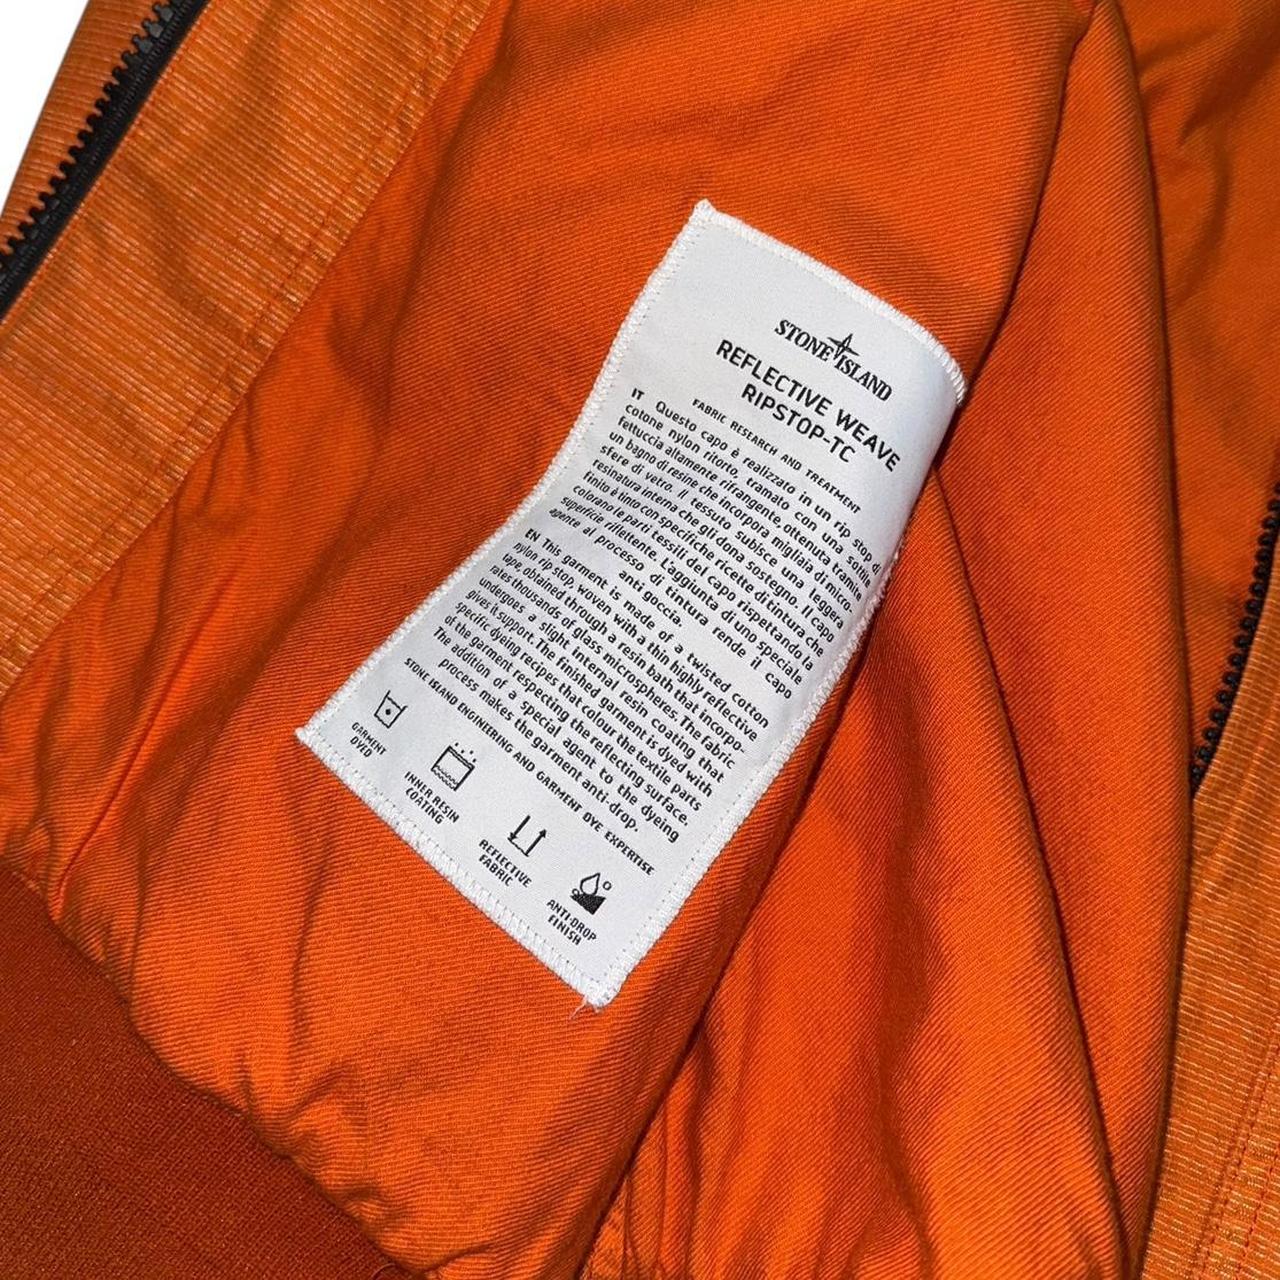 STONE ISLAND
REFLECTIVE WEAVE
RIPSTOP-TC
FABRIC RESEARCH AND TREATMENT
IT Questo capo è realizzato in un rip stop di
cotone nylon ritorto, tramato con una sottile
fettuccia altamente rifrangente, ottenuta tramite
un bagno di resine che incorpora migliaia di micro-
sfere di vetro. Il tessuto subisce una leggera
resinatura interna che gli dona sostegno. Il capo
finito è tinto con specifiche ricette di tintura che
colorano le parti tessili del capo rispettando la
superficie riflettente. L'aggiunta di uno speciale
agente al processo di tintura rende il capo
anti goccia.
EN This garment is made of a twisted cotton
nylon rip stop, woven with a thin highly reflective
tape, obtained through a resin bath that incorpo-
rates thousands of glass microspheres. The fabric
undergoes a slight internal resin coating that
gives it support. The finished garment is dyed with
specific dyeing recipes that colour the textile parts
of the garment respecting the reflecting surface.
The addition of a special agent to the dyeing
process makes the garment anti-drop.
STONE ISLAND ENGINEERING AND GARMENT DYE EXPERTISE
GARMENT
DYED
INNER RESIN
COATING
REFLECTIVE
FABRIC
ANTI-DROP
FINISH